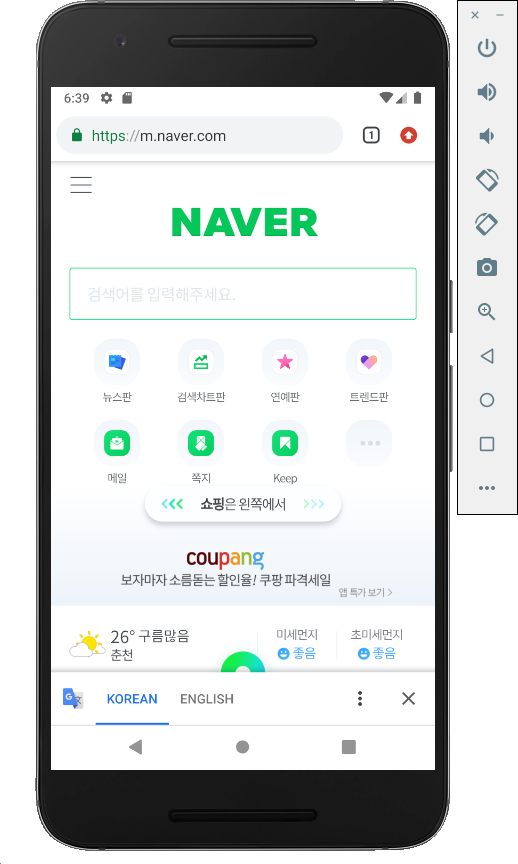 6:39
https://m.naver.com
1
NAVER
검색어를 입력해주세요.
뉴스판 검색차트판 연예판 트렌드판
메일 쪽지 Keep
쇼핑은 왼쪽에서
coupang
보자마자 소름돋는 할인율! 쿠팡 파격세일
앱 특가 보기 >
26° 구름많음 미세먼지 초미세먼지
춘천 좋음 좋음
G 文 KOREAN ENGLISH